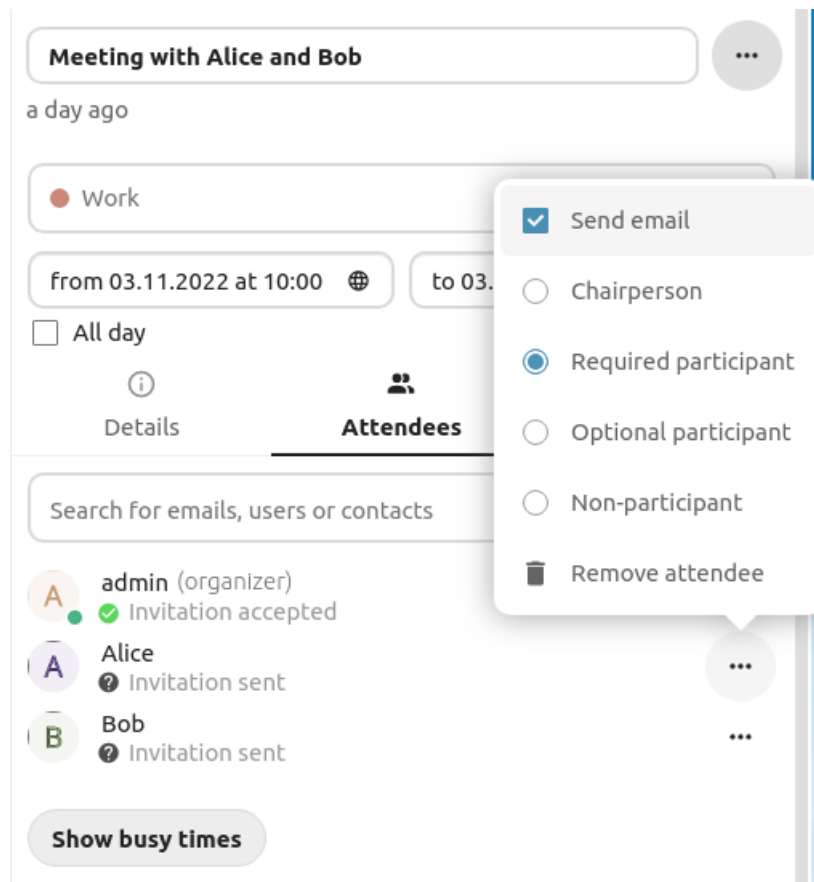 Meeting with Alice and Bob
a day ago
Work
from 03.11.2022 at 10:00
to 03.
All day
Details
Attendees
Search for emails, users or contacts
A
admin (organizer)
Invitation accepted
A
Alice
Invitation sent
B
Bob
Invitation sent
Show busy times
Send email
Chairperson
Required participant
Optional participant
Non-participant
Remove attendee